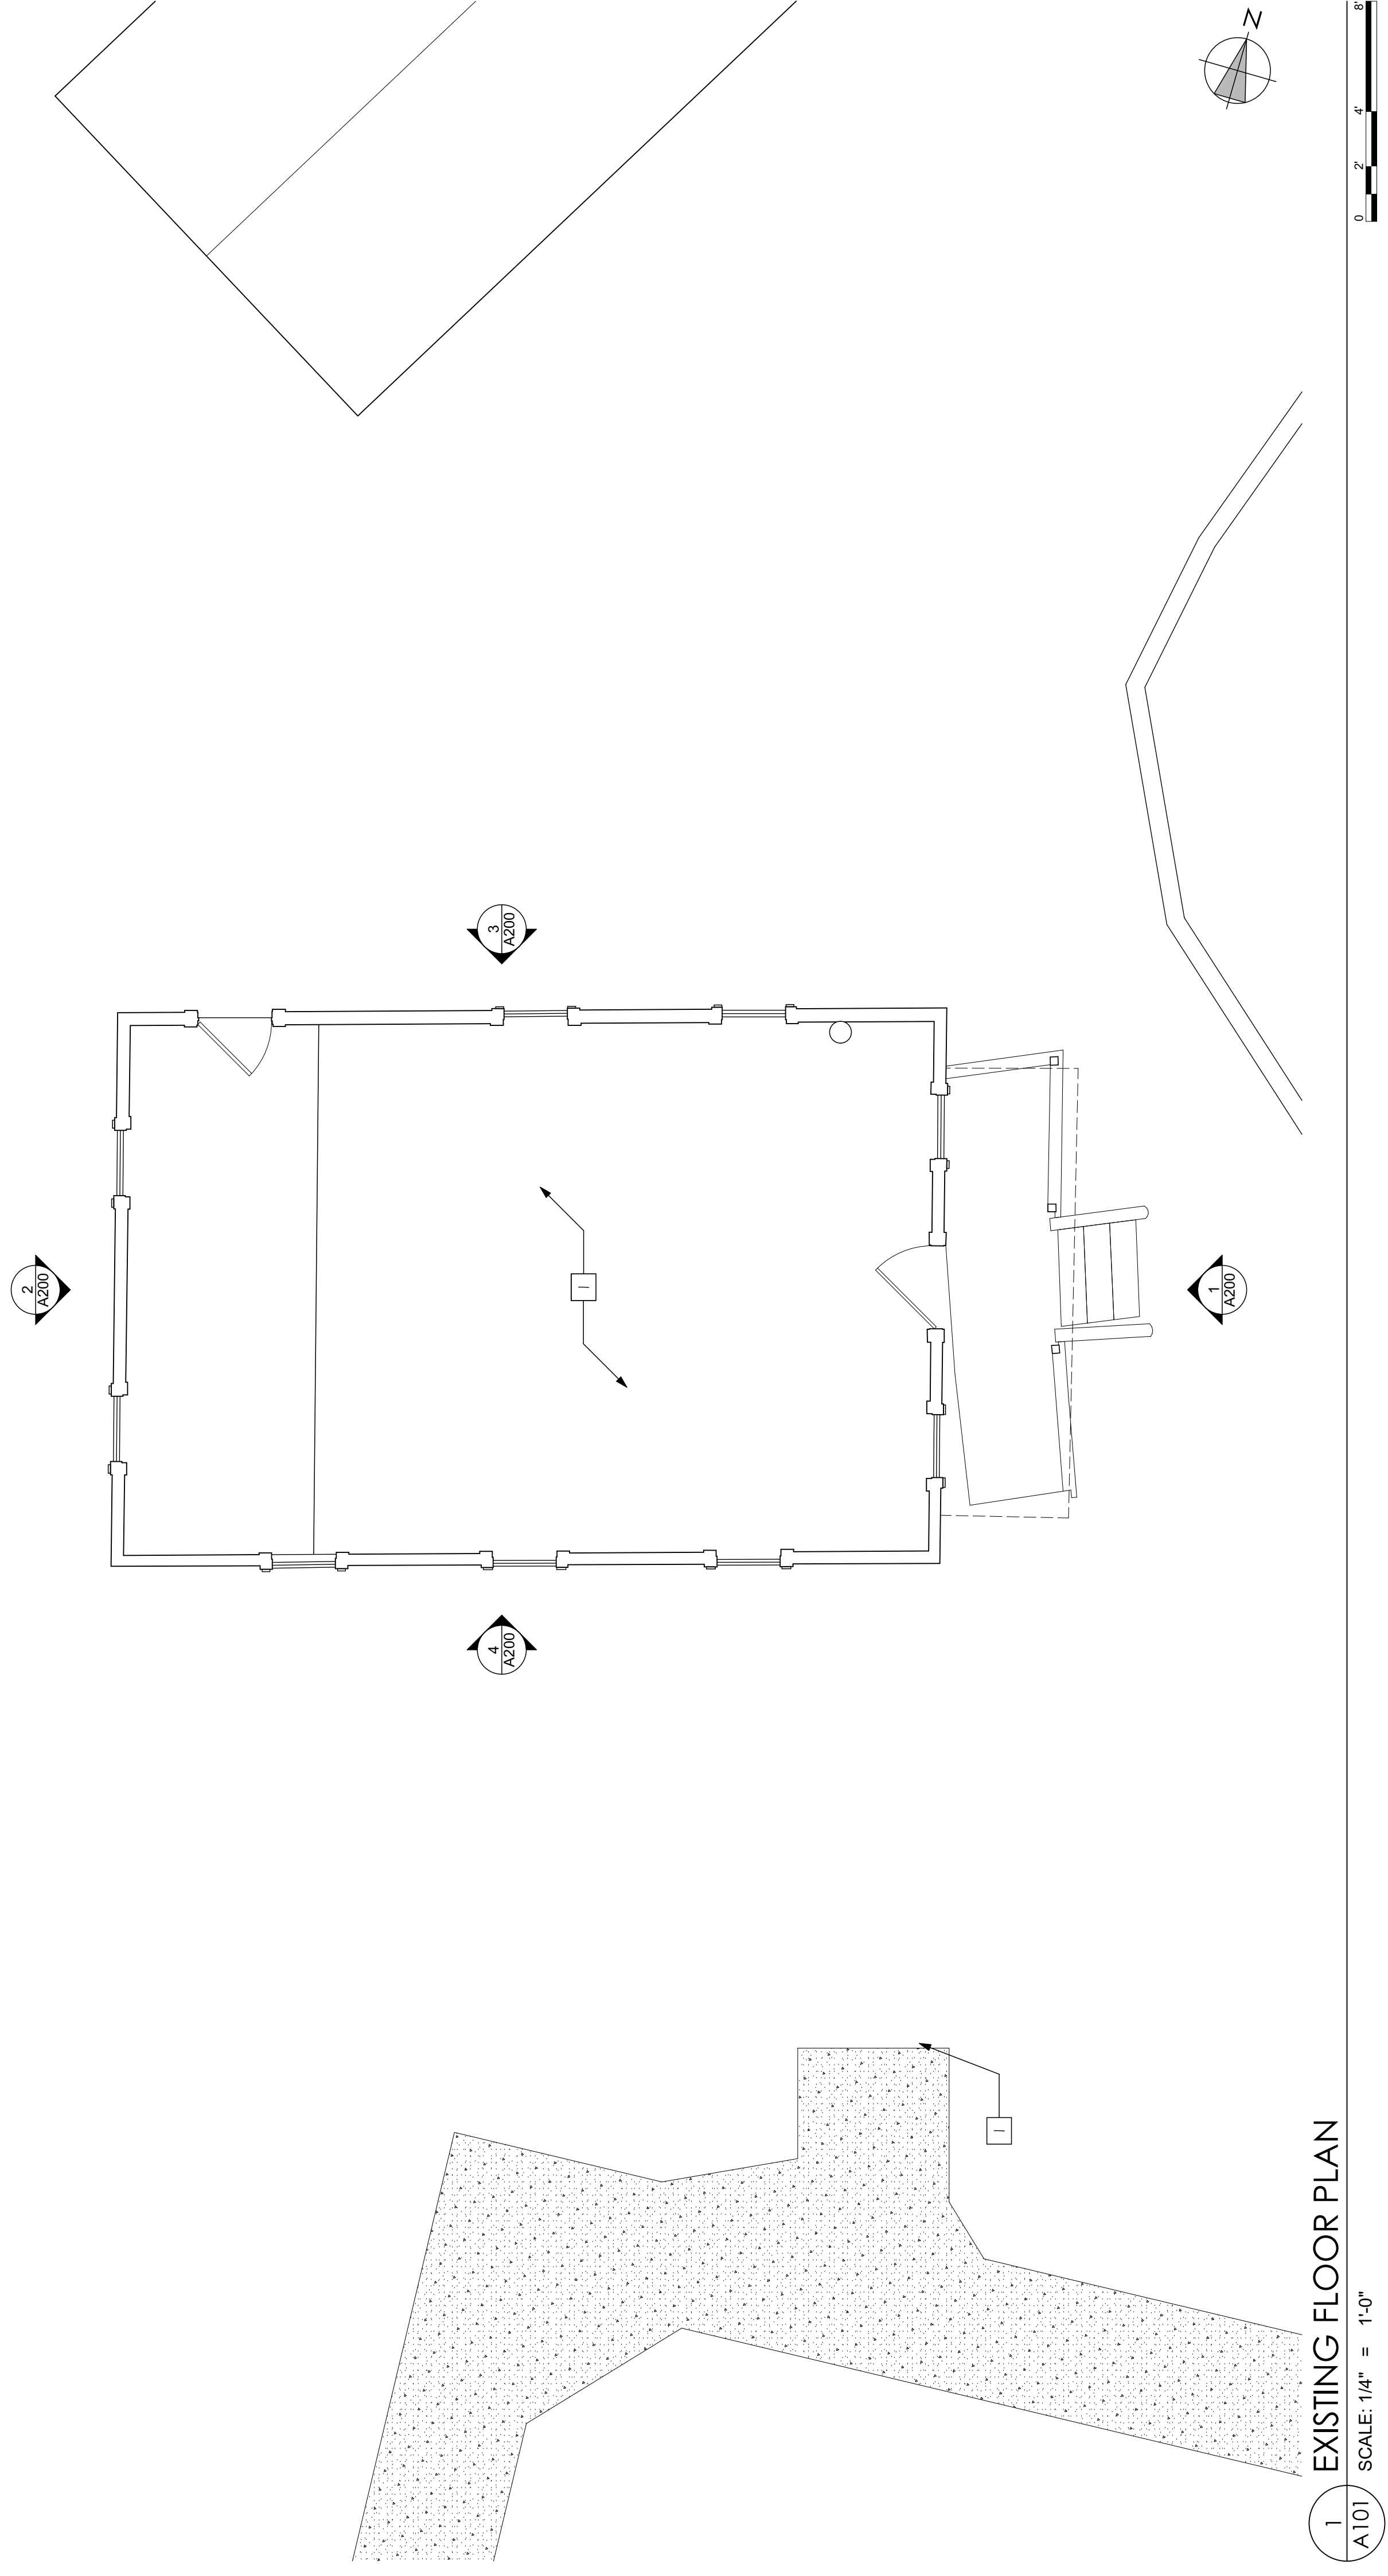 2
A200
3
A200
1
4
A200
1
A200
1
N
1
A101
EXISTING FLOOR PLAN
SCALE: 1/4" = 1'-0"
0 2' 4' 8'